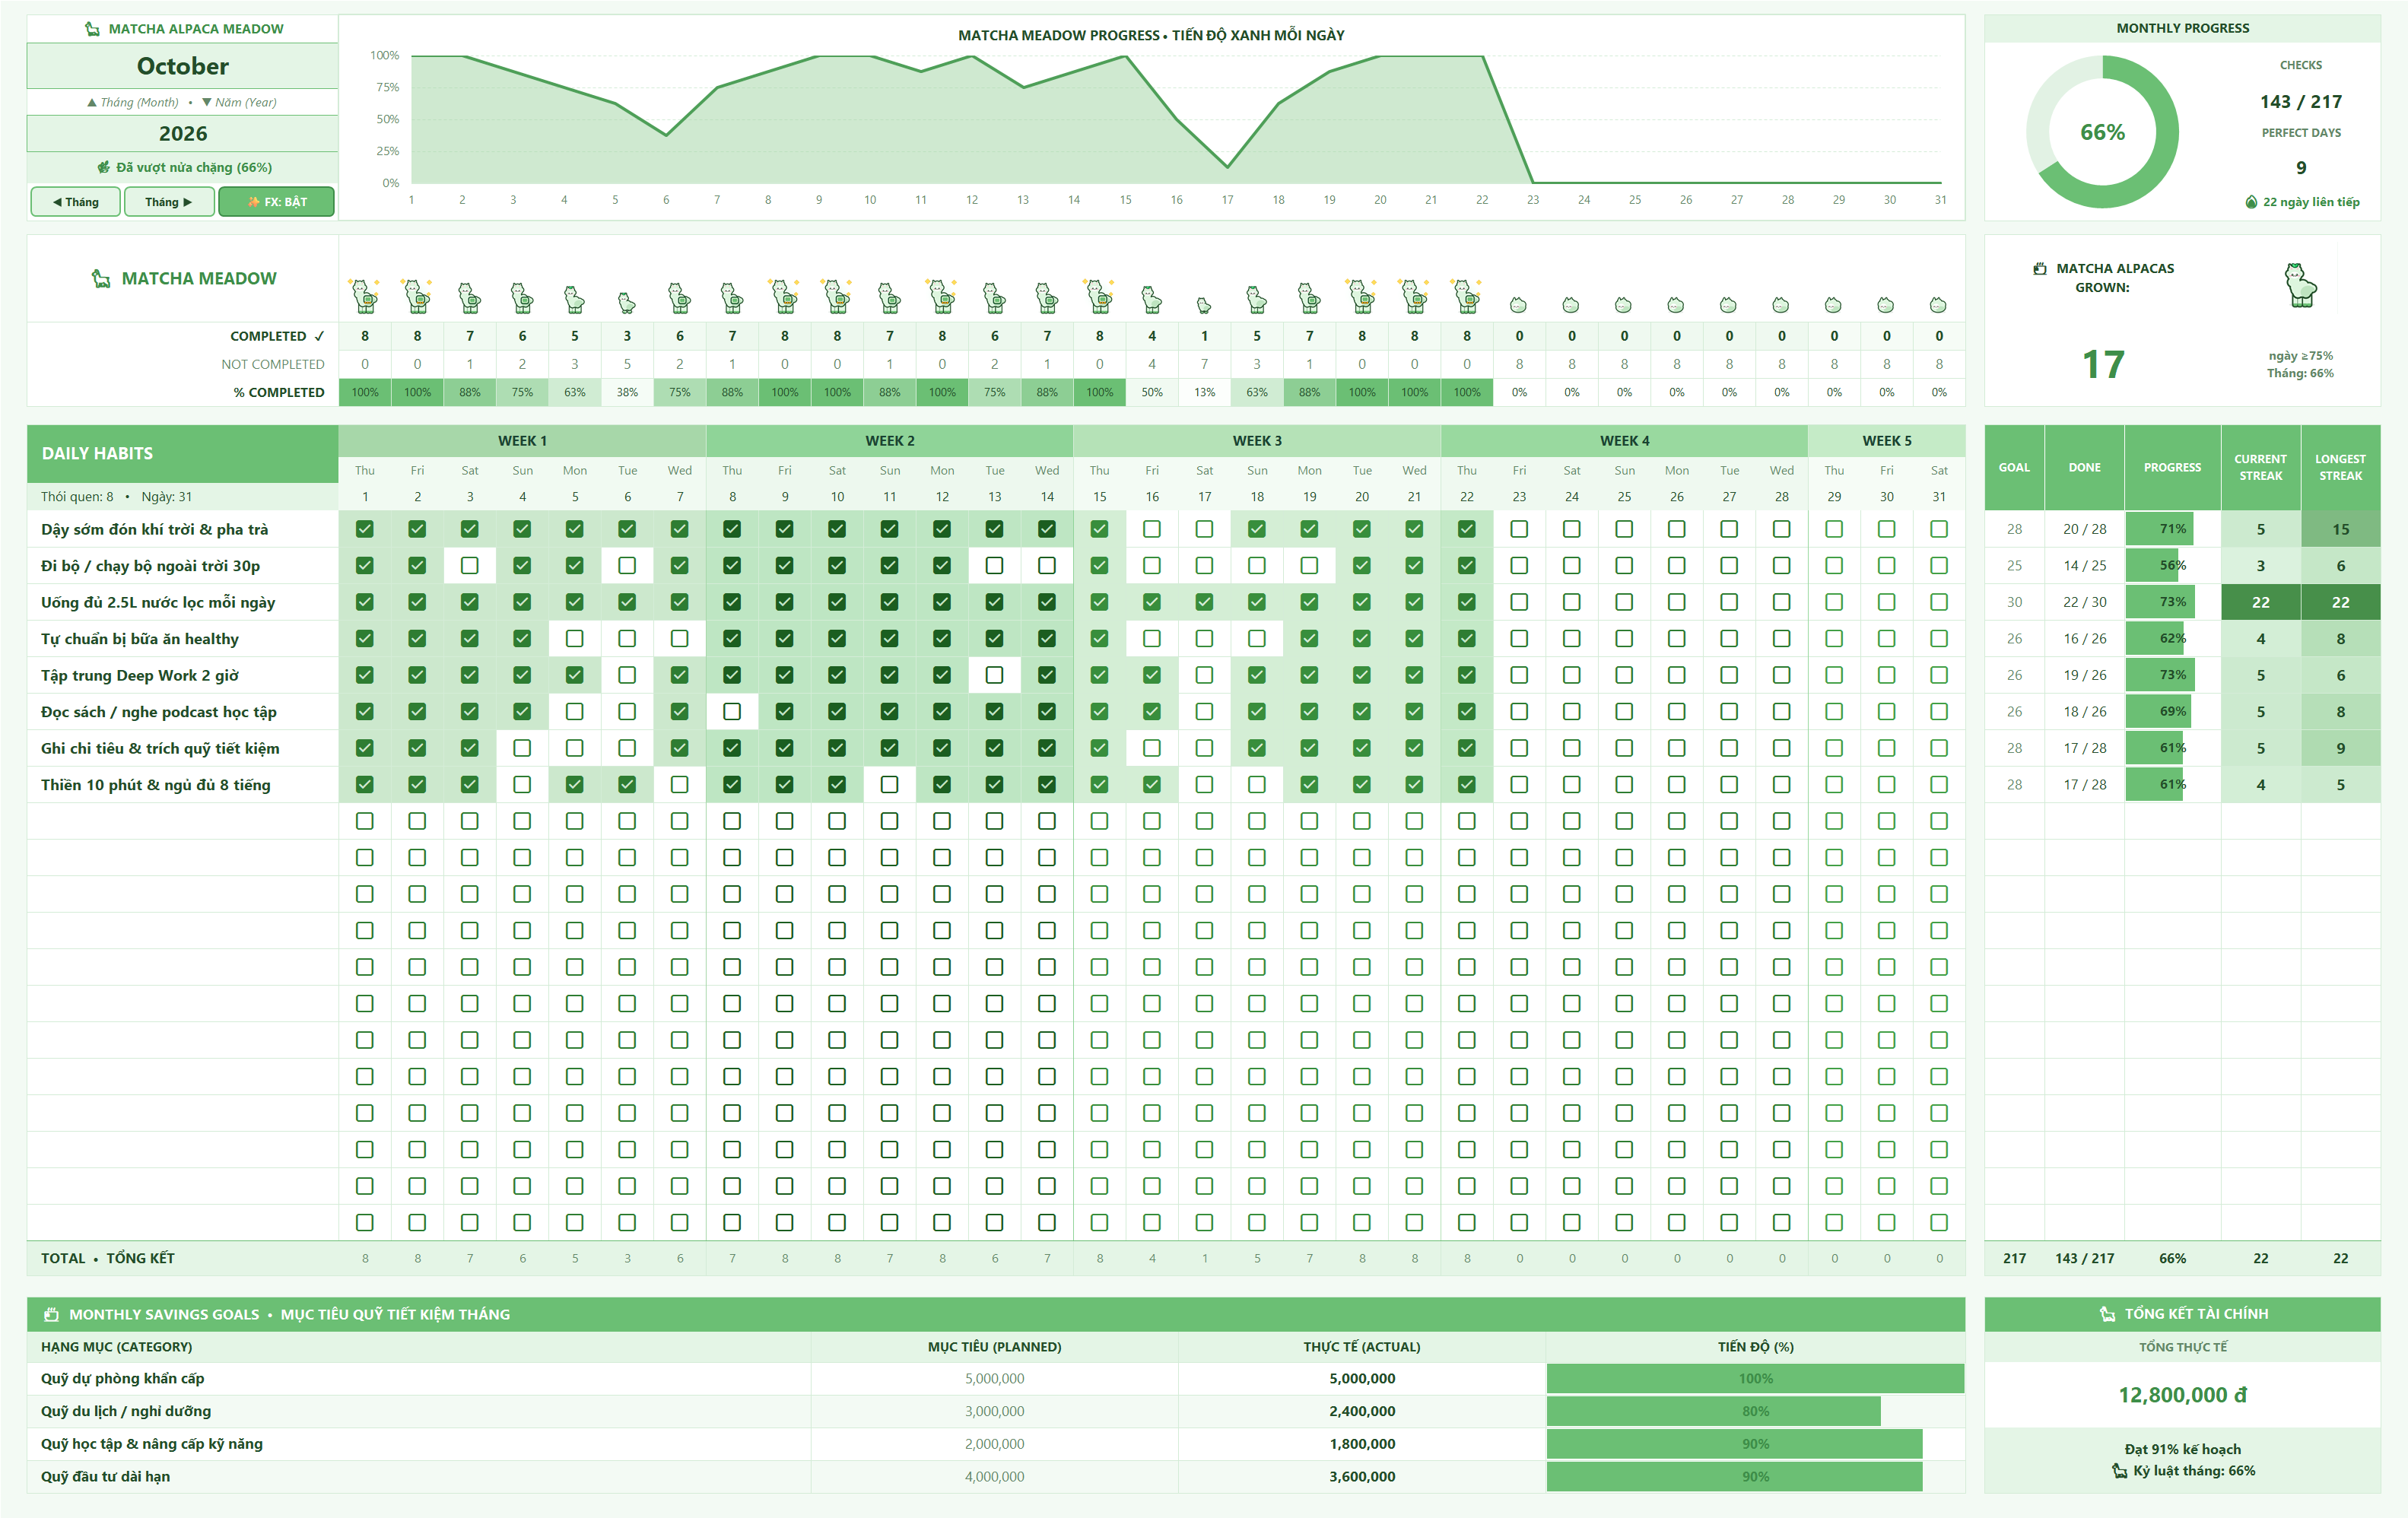 MATCHA ALPACA MEADOW
October
▲ Tháng (Month) • ▼ Năm (Year)
2026
Đã vượt nửa chặng (66%)
◀ Tháng Tháng ▶ FX: BẬT
MATCHA MEADOW PROGRESS • TIẾN ĐỘ XANH MỖI NGÀY
100%
75%
50%
25%
0%
1 2 3 4 5 6 7 8 9 10 11 12 13 14 15 16 17 18 19 20 21 22 23 24 25 26 27 28 29 30 31
MONTHLY PROGRESS
66%
CHECKS
143 / 217
PERFECT DAYS
9
22 ngày liên tiếp
MATCHA MEADOW
COMPLETED ✓ 8 8 7 6 5 3 6 7 8 8 7 8 6 7 8 4 1 5 7 8 8 8 0 0 0 0 0 0 0 0 0
NOT COMPLETED 0 0 1 2 3 5 2 1 0 0 1 0 2 1 0 4 7 3 1 0 0 0 8 8 8 8 8 8 8 8 8
% COMPLETED 100% 100% 88% 75% 63% 38% 75% 88% 100% 100% 88% 100% 75% 88% 100% 50% 13% 63% 88% 100% 100% 100% 0% 0% 0% 0% 0% 0% 0% 0% 0%
MATCHA ALPACAS
GROWN:
17
ngày ≥75%
Tháng: 66%
DAILY HABITS
WEEK 1 WEEK 2 WEEK 3 WEEK 4 WEEK 5
Thu Fri Sat Sun Mon Tue Wed Thu Fri Sat Sun Mon Tue Wed Thu Fri Sat Sun Mon Tue Wed Thu Fri Sat Sun Mon Tue Wed Thu Fri Sat
Thói quen: 8 • Ngày: 31 1 2 3 4 5 6 7 8 9 10 11 12 13 14 15 16 17 18 19 20 21 22 23 24 25 26 27 28 29 30 31
GOAL DONE PROGRESS CURRENT STREAK LONGEST STREAK
Dậy sớm đón khí trời & pha trà 28 20 / 28 71% 5 15
Đi bộ / chạy bộ ngoài trời 30p 25 14 / 25 56% 3 6
Uống đủ 2.5L nước lọc mỗi ngày 30 22 / 30 73% 22 22
Tự chuẩn bị bữa ăn healthy 26 16 / 26 62% 4 8
Tập trung Deep Work 2 giờ 26 19 / 26 73% 5 6
Đọc sách / nghe podcast học tập 26 18 / 26 69% 5 8
Ghi chi tiêu & trích quỹ tiết kiệm 28 17 / 28 61% 5 9
Thiền 10 phút & ngủ đủ 8 tiếng 28 17 / 28 61% 4 5
TOTAL • TỔNG KẾT 8 8 7 6 5 3 6 7 8 8 7 8 6 7 8 4 1 5 7 8 8 8 0 0 0 0 0 0 0 0 0 217 143 / 217 66% 22 22
MONTHLY SAVINGS GOALS • MỤC TIÊU QUỸ TIẾT KIỆM THÁNG
HẠNG MỤC (CATEGORY) MỤC TIÊU (PLANNED) THỰC TẾ (ACTUAL) TIẾN ĐỘ (%)
Quỹ dự phòng khẩn cấp 5,000,000 5,000,000 100%
Quỹ du lịch / nghỉ dưỡng 3,000,000 2,400,000 80%
Quỹ học tập & nâng cấp kỹ năng 2,000,000 1,800,000 90%
Quỹ đầu tư dài hạn 4,000,000 3,600,000 90%
TỔNG KẾT TÀI CHÍNH
TỔNG THỰC TẾ
12,800,000 đ
Đạt 91% kế hoạch
Kỷ luật tháng: 66%